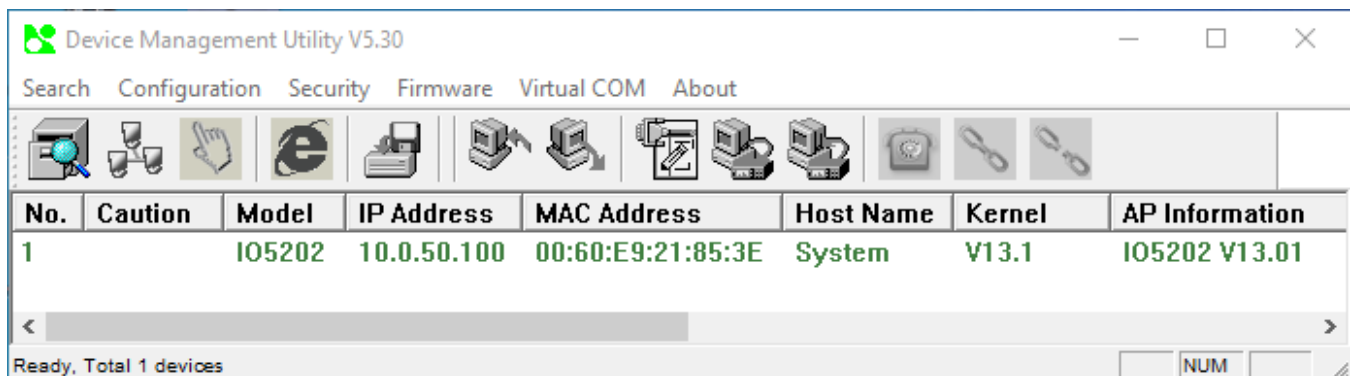 Device Management Utility V5.30
Search Configuration Security Firmware Virtual COM About
No. Caution Model IP Address MAC Address Host Name Kernel AP Information
1 IO5202 10.0.50.100 00:60:E9:21:85:3E System V13.1 IO5202 V13.01
Ready, Total 1 devices NUM